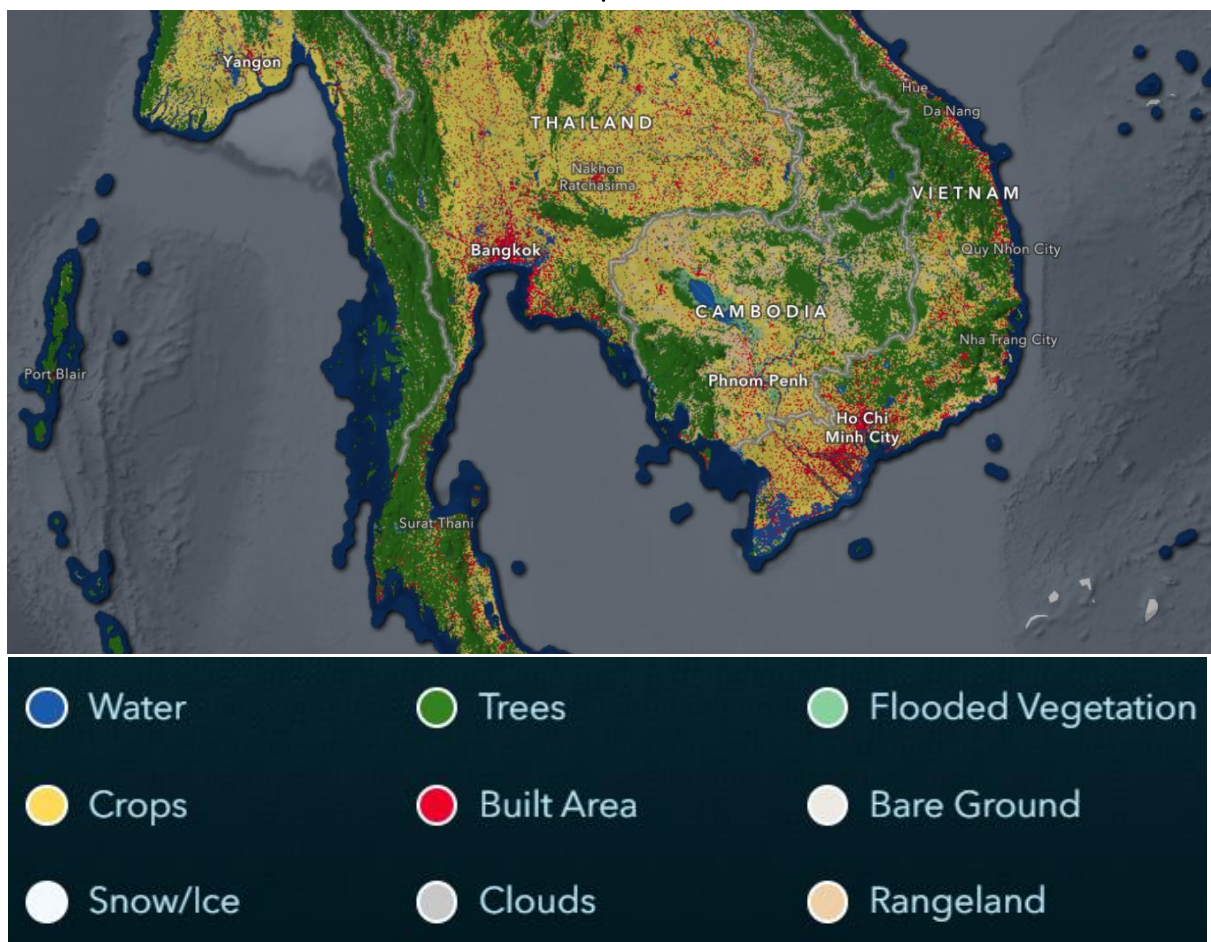 Yangon
Hue
Da Nang
THAILAND
Nakhon
Ratchasima
VIETNAM
Bangkok
Quy Nhon City
CAMBODIA
Nha Trang City
Port Blair
Phnom Penh
Ho Chi
Minh City
Surat Thani
Water
Trees
Flooded Vegetation
Crops
Built Area
Bare Ground
Snow/Ice
Clouds
Rangeland